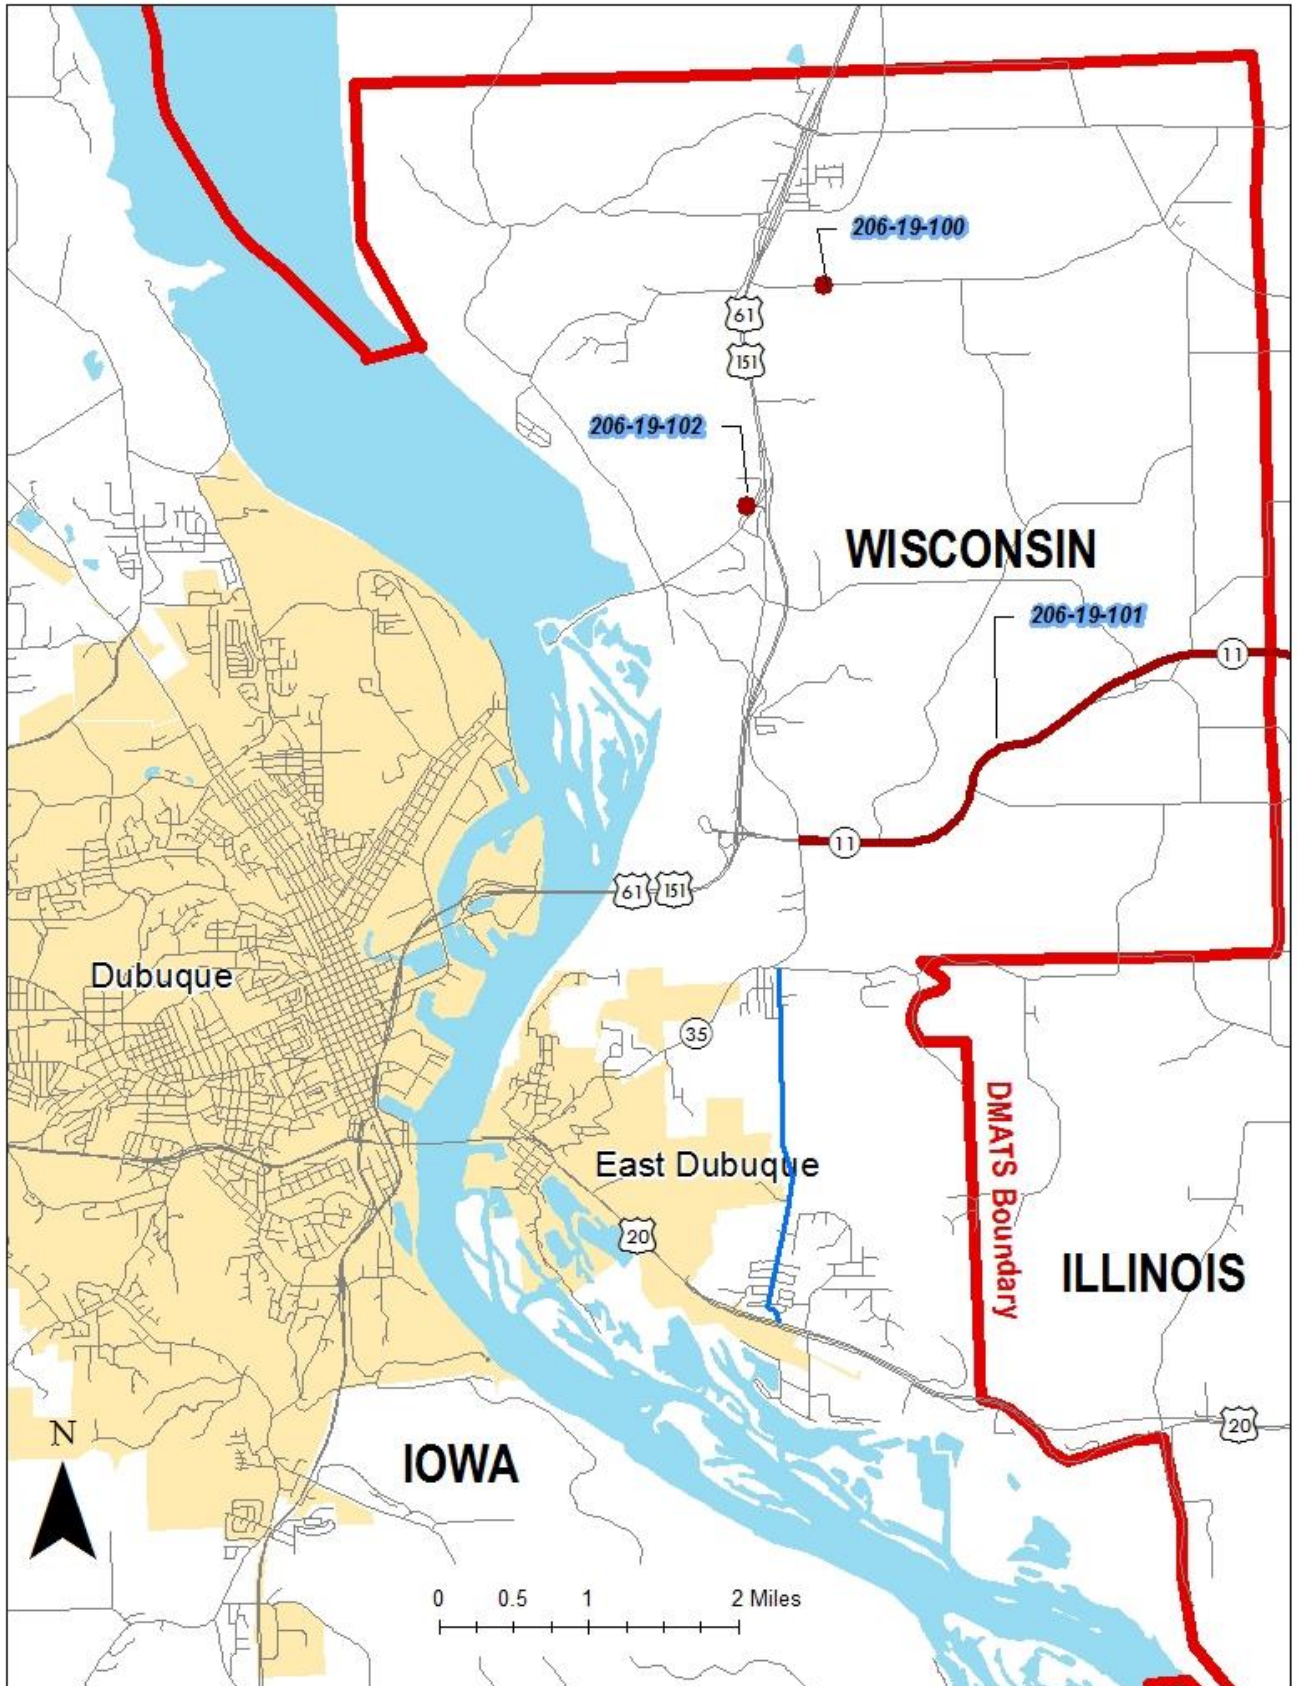 206-19-100
61
151
206-19-102
WISCONSIN
206-19-101
11
11
61
151
Dubuque
35
DMATS Boundary
East Dubuque
20
ILLINOIS
20
N
IOWA
0 0.5 1 2 Miles